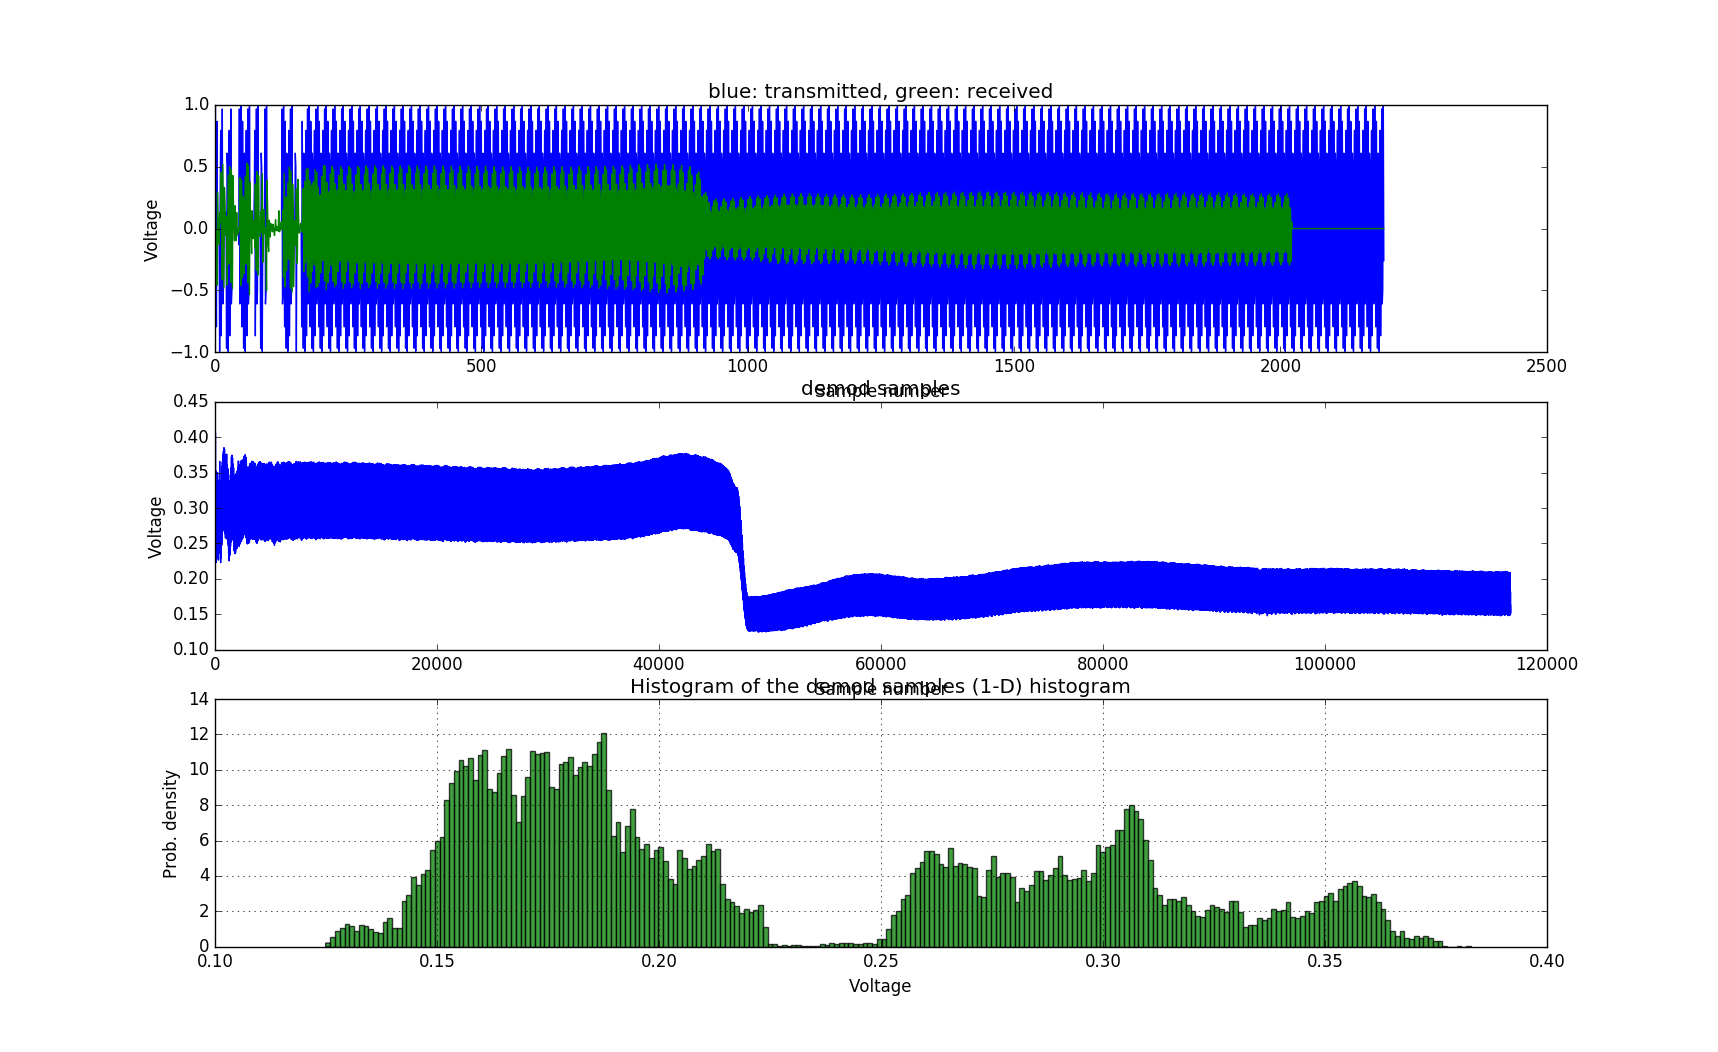 blue: transmitted, green: received
1.0
0.5
0.0
−0.5
−1.0
Voltage
0 500 1000 1500 2000 2500
Sample number
demod samples
0.45
0.40
0.35
0.30
0.25
0.20
0.15
0.10
Voltage
0 20000 40000 60000 80000 100000 120000
Sample number
Histogram of the demod samples (1-D) histogram
14
12
10
8
6
4
2
0
Prob. density
0.10 0.15 0.20 0.25 0.30 0.35 0.40
Voltage